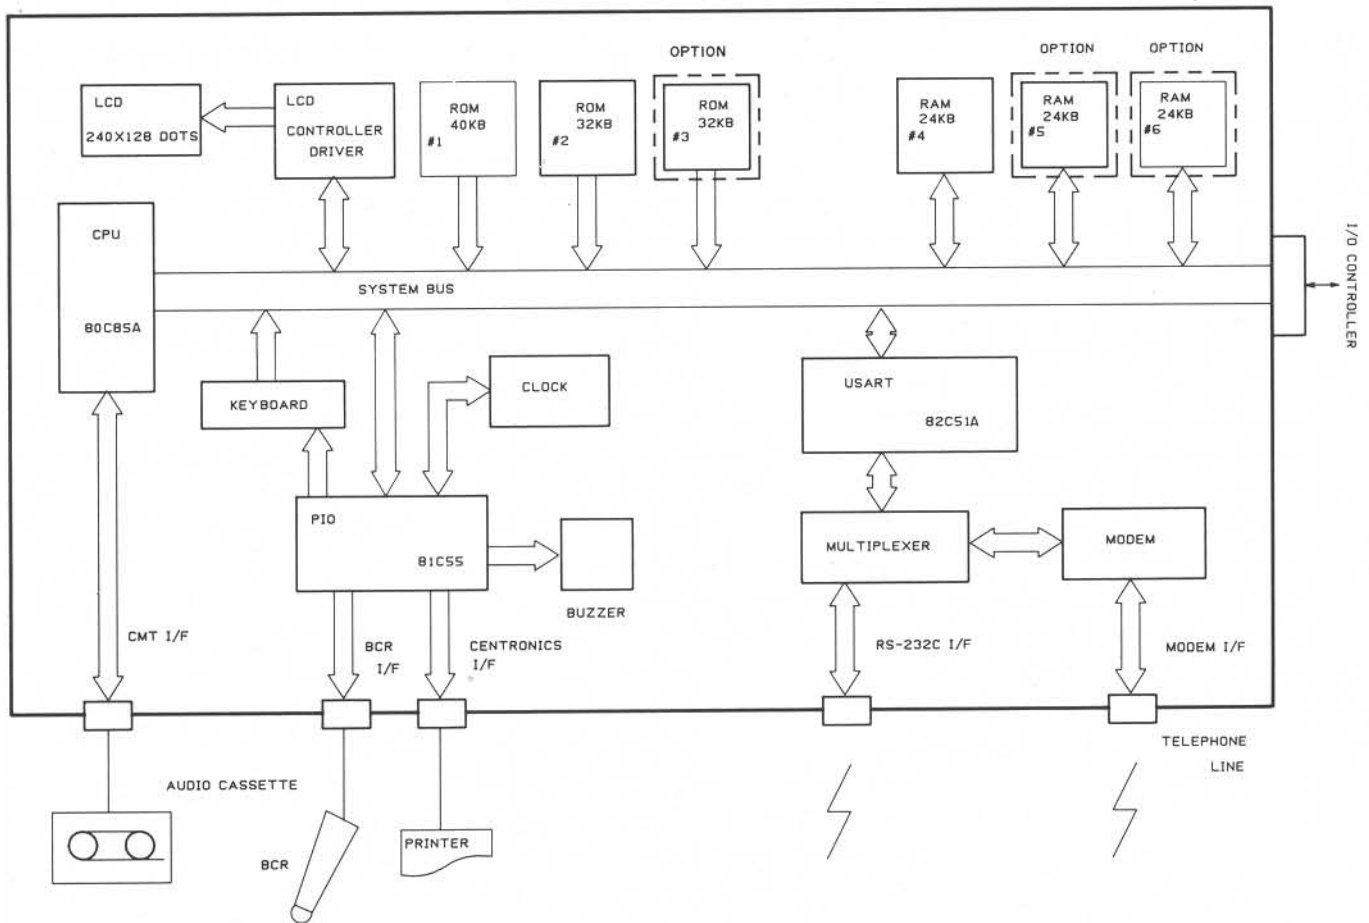 OPTION
OPTION
OPTION
LCD
240X128 DOTS
LCD
CONTROLLER
DRIVER
ROM
40KB
#1
ROM
32KB
#2
ROM
32KB
#3
RAM
24KB
#4
RAM
24KB
#5
RAM
24KB
#6
CPU
80C85A
SYSTEM BUS
I/O CONTROLLER
KEYBOARD
CLOCK
USART
82C51A
PIO
81C55
BUZZER
MULTIPLEXER
MODEM
CMT I/F
BCR
I/F
CENTRONICS
I/F
RS-232C I/F
MODEM I/F
TELEPHONE
LINE
AUDIO CASSETTE
BCR
PRINTER